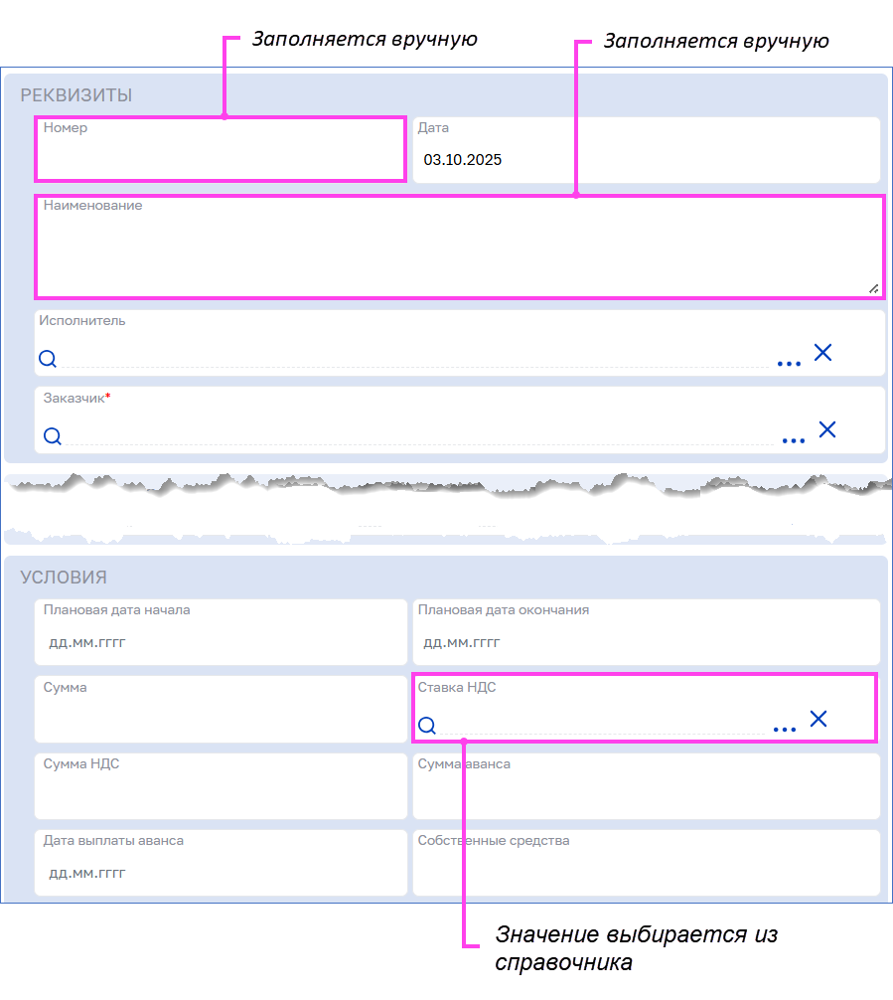 Заполняется вручную
Заполняется вручную
РЕКВИЗИТЫ
Номер
Дата
03.10.2025
Наименование
Исполнитель
Заказчик*
УСЛОВИЯ
Плановая дата начала
Плановая дата окончания
дд.мм.гггг
дд.мм.гггг
Сумма
Ставка НДС
Сумма НДС
Сумма аванса
Дата выплаты аванса
Собственные средства
дд.мм.гггг
Значение выбирается из
справочника